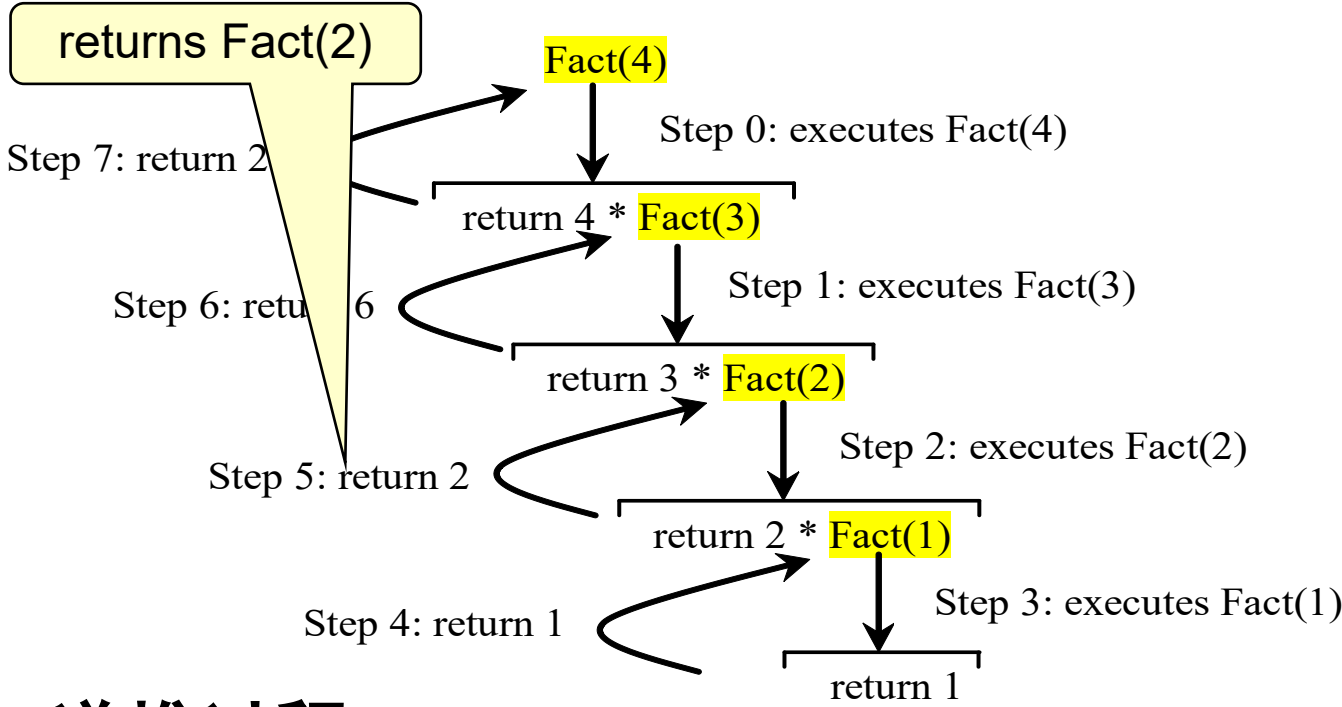 returns Fact(2)
Fact(4)
Step 0: executes Fact(4)
Step 7: return 2
return 4 * Fact(3)
Step 1: executes Fact(3)
Step 6: retu 6
return 3 * Fact(2)
Step 2: executes Fact(2)
Step 5: return 2
return 2 * Fact(1)
Step 3: executes Fact(1)
Step 4: return 1
return 1